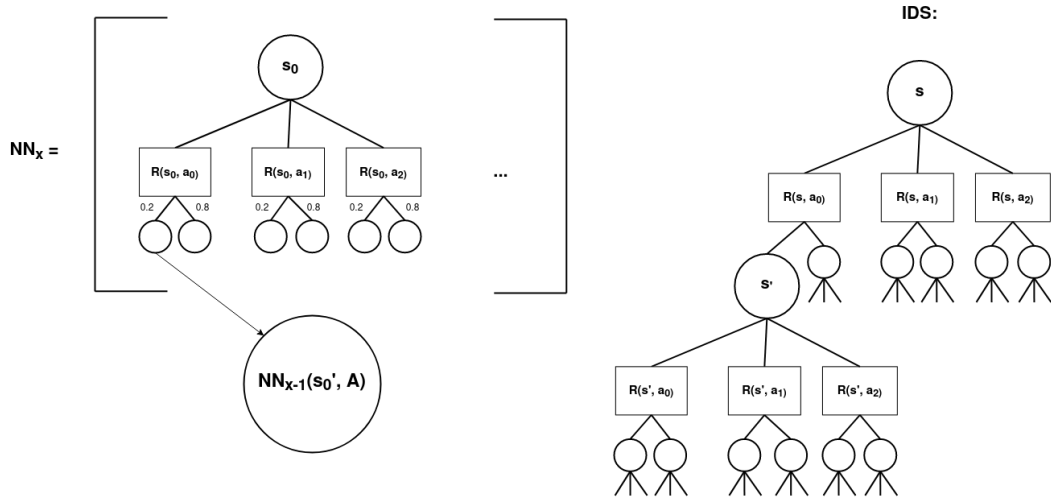 IDS:
s₀
s
NNₓ =
R(s₀, a₀) R(s₀, a₁) R(s₀, a₂)
...
R(s, a₀) R(s, a₁) R(s, a₂)
0.2 0.8 0.2 0.8 0.2 0.8
s'
NNₓ₋₁(s₀', A)
R(s', a₀) R(s', a₁) R(s', a₂)